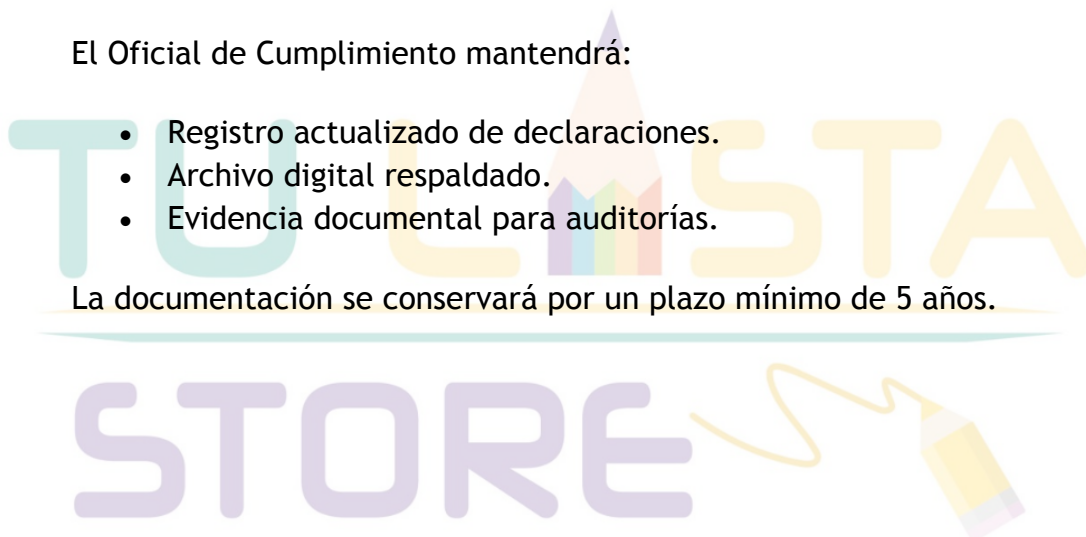 El Oficial de Cumplimiento mantendrá:
• Registro actualizado de declaraciones.
• Archivo digital respaldado.
• Evidencia documental para auditorías.
La documentación se conservará por un plazo mínimo de 5 años.
TU LISTA
STORE